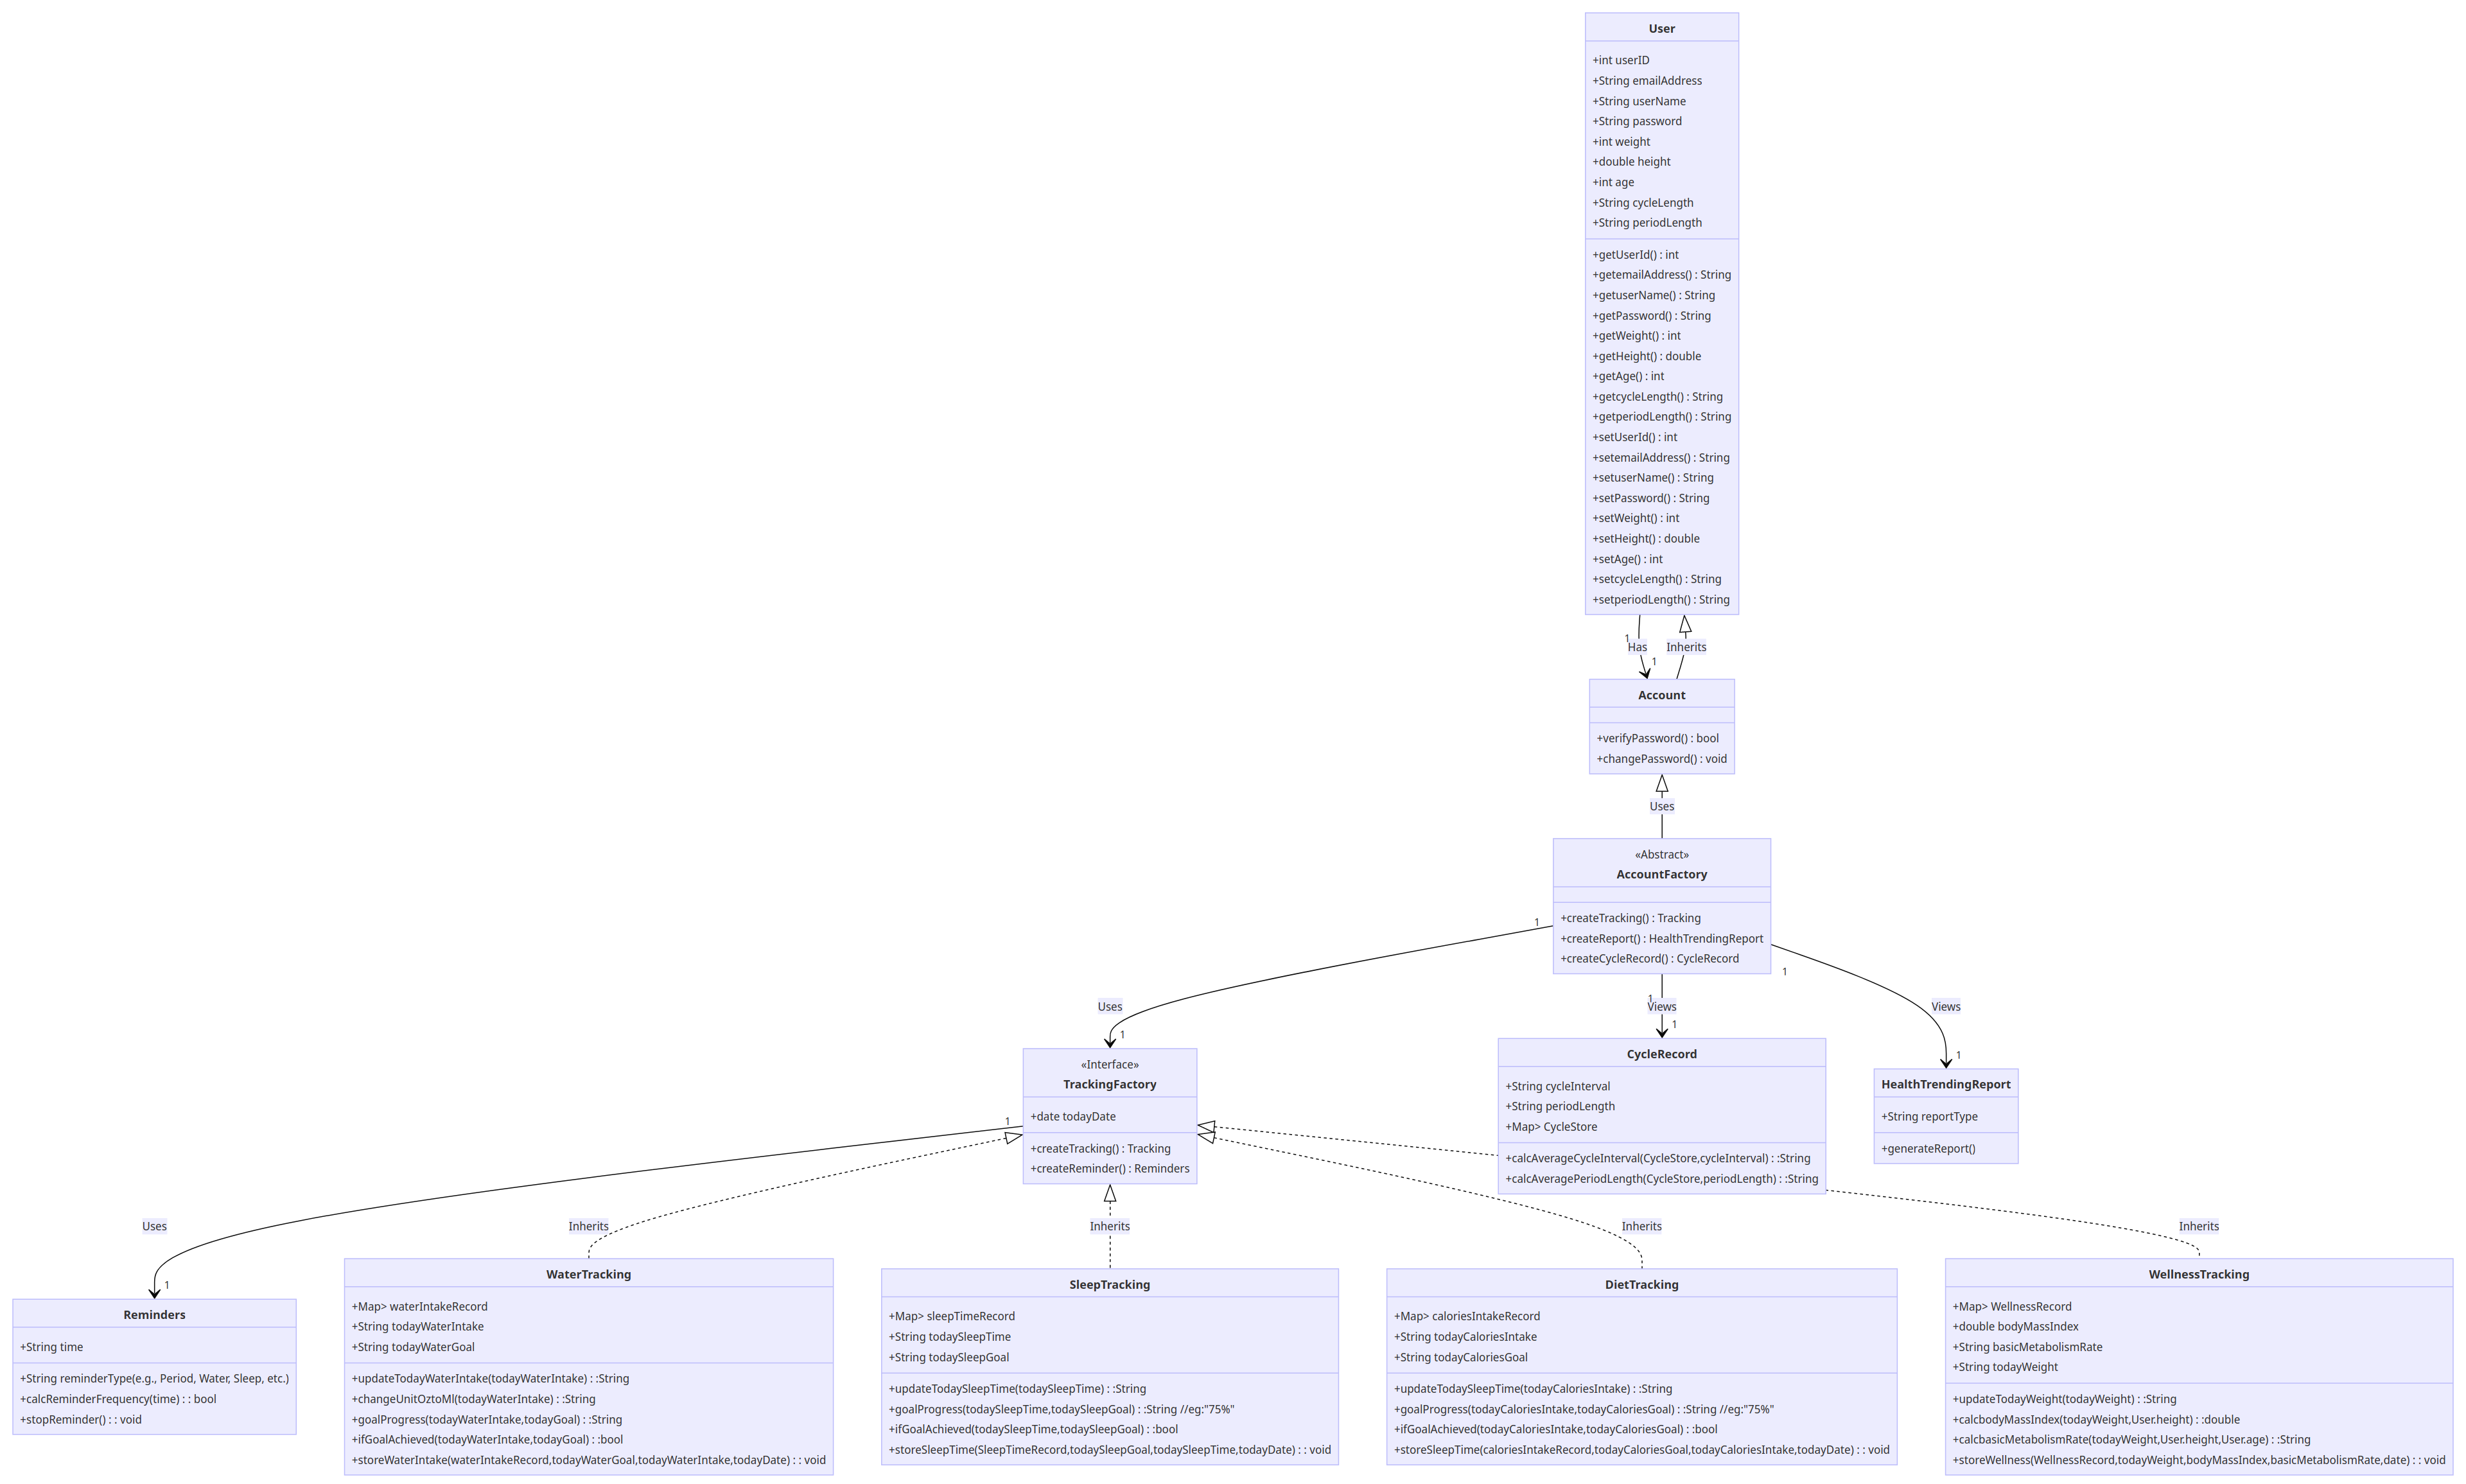 User
+int userID
+String emailAddress
+String userName
+String password
+int weight
+double height
+int age
+String cycleLength
+String periodLength
+getUserId() : int
+getemailAddress() : String
+getuserName() : String
+getPassword() : String
+getWeight() : int
+getHeight() : double
+getAge() : int
+getcycleLength() : String
+getperiodLength() : String
+setUserId() : int
+setemailAddress() : String
+setuserName() : String
+setPassword() : String
+setWeight() : int
+setHeight() : double
+setAge() : int
+setcycleLength() : String
+setperiodLength() : String
1
Has
1
Inherits
Account
+verifyPassword() : bool
+changePassword() : void
Uses
«Abstract»
AccountFactory
+createTracking() : Tracking
+createReport() : HealthTrendingReport
+createCycleRecord() : CycleRecord
1
Uses
1
1
Views
1
1
Views
1
«Interface»
TrackingFactory
+date todayDate
+createTracking() : Tracking
+createReminder() : Reminders
CycleRecord
+String cycleInterval
+String periodLength
+Map> CycleStore
+calcAverageCycleInterval(CycleStore,cycleInterval) : :String
+calcAveragePeriodLength(CycleStore,periodLength) : :String
HealthTrendingReport
+String reportType
+generateReport()
1
Uses
1
Inherits
Inherits
Inherits
Inherits
Reminders
+String time
+String reminderType(e.g., Period, Water, Sleep, etc.)
+calcReminderFrequency(time) : : bool
+stopReminder() : : void
WaterTracking
+Map> waterIntakeRecord
+String todayWaterIntake
+String todayWaterGoal
+updateTodayWaterIntake(todayWaterIntake) : :String
+changeUnitOztoMl(todayWaterIntake) : :String
+goalProgress(todayWaterIntake,todayGoal) : :String
+ifGoalAchieved(todayWaterIntake,todayGoal) : :bool
+storeWaterIntake(waterIntakeRecord,todayWaterGoal,todayWaterIntake,todayDate) : : void
SleepTracking
+Map> sleepTimeRecord
+String todaySleepTime
+String todaySleepGoal
+updateTodaySleepTime(todaySleepTime) : :String
+goalProgress(todaySleepTime,todaySleepGoal) : :String //eg:"75%"
+ifGoalAchieved(todaySleepTime,todaySleepGoal) : :bool
+storeSleepTime(SleepTimeRecord,todaySleepGoal,todaySleepTime,todayDate) : : void
DietTracking
+Map> caloriesIntakeRecord
+String todayCaloriesIntake
+String todayCaloriesGoal
+updateTodaySleepTime(todayCaloriesIntake) : :String
+goalProgress(todayCaloriesIntake,todayCaloriesGoal) : :String //eg:"75%"
+ifGoalAchieved(todayCaloriesIntake,todayCaloriesGoal) : :bool
+storeSleepTime(caloriesIntakeRecord,todayCaloriesGoal,todayCaloriesIntake,todayDate) : : void
WellnessTracking
+Map> WellnessRecord
+double bodyMassIndex
+String basicMetabolismRate
+String todayWeight
+updateTodayWeight(todayWeight) : :String
+calcbodyMassIndex(todayWeight,User.height) : :double
+calcbasicMetabolismRate(todayWeight,User.height,User.age) : :String
+storeWellness(WellnessRecord,todayWeight,bodyMassIndex,basicMetabolismRate,date) : : void